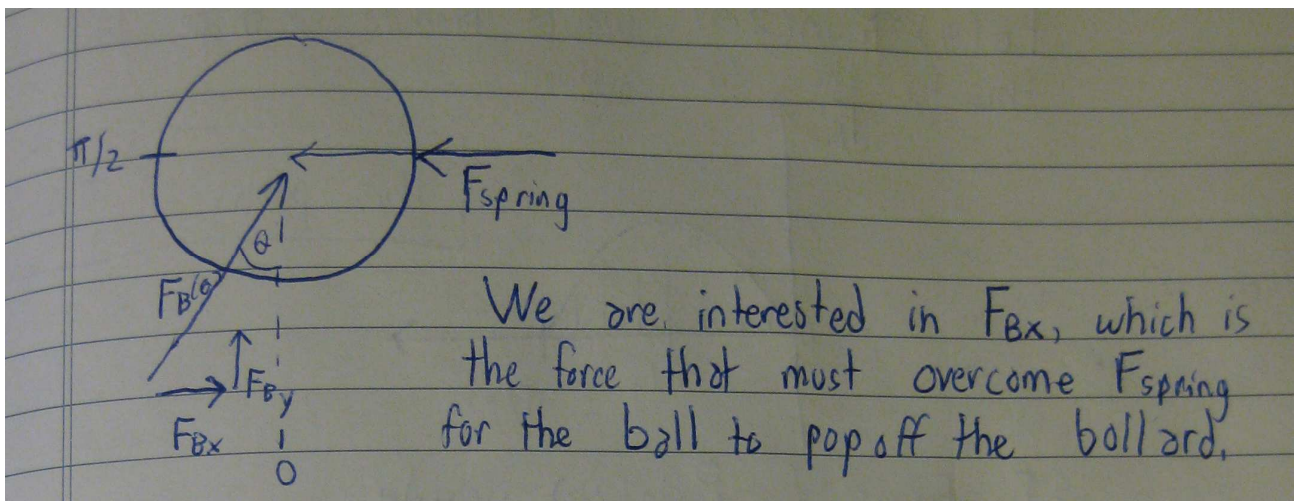 π/2
Fspring
θ
FB(θ)
We are interested in FBx, which is
the force that must overcome Fspring
FBy
for the ball to pop off the bollard.
FBx
0